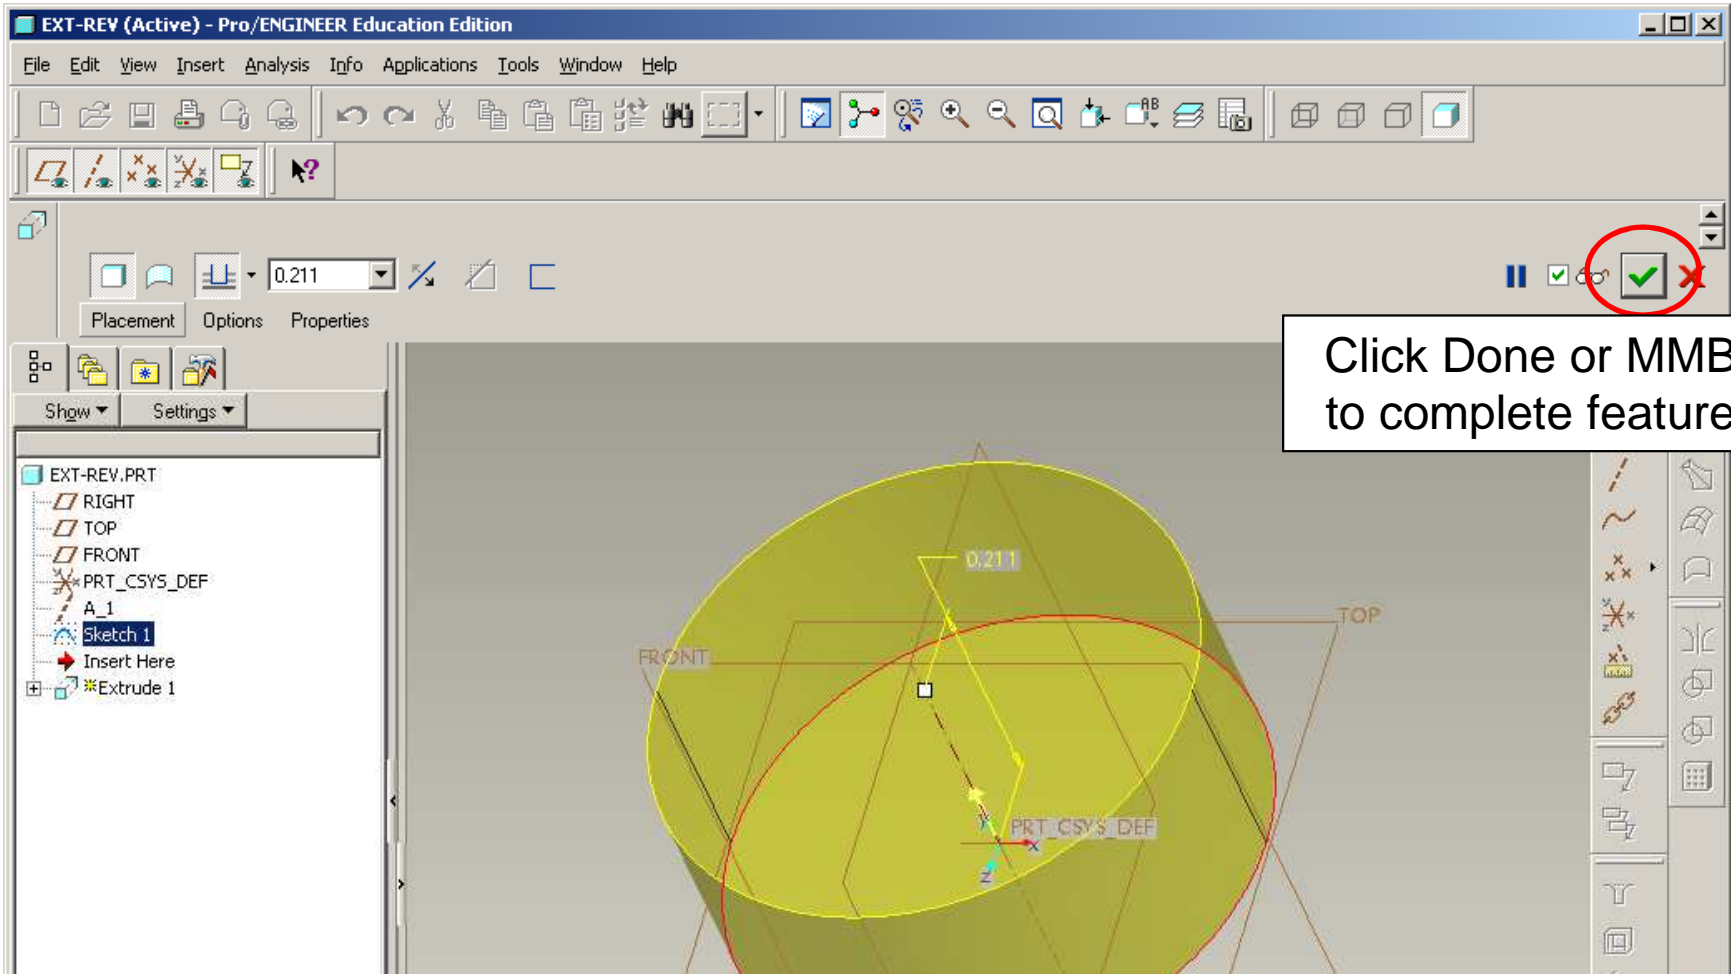 EXT-REV (Active) - Pro/ENGINEER Education Edition
File Edit View Insert Analysis Info Applications Tools Window Help
0.211
Placement Options Properties
Click Done or MMB
to complete feature
Show Settings
EXT-REV.PRT
RIGHT
TOP
FRONT
PRT_CSYS_DEF
A_1
Sketch 1
Insert Here
Extrude 1
0.211
TOP
FRONT
Y
PRT_CSYS_DEF
X
Z